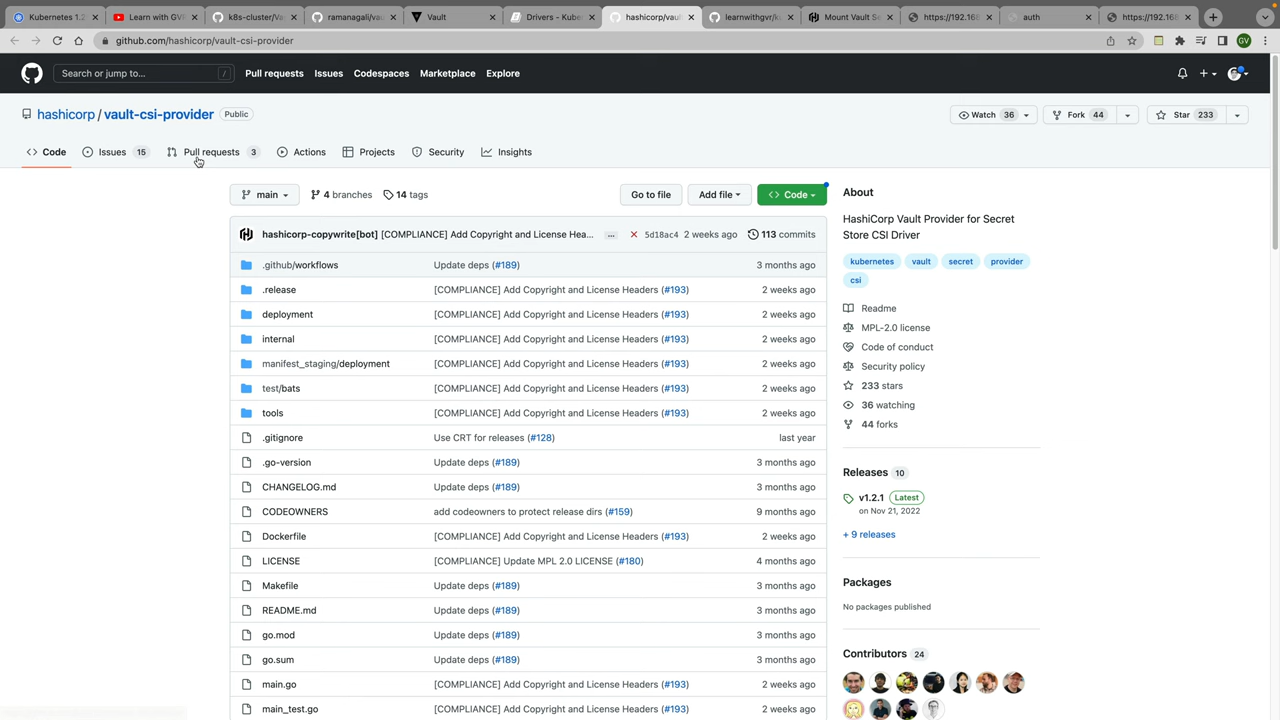 Kubernetes 1.2
Learn with GV
k8s-cluster/Va
ramanagali/vau
Vault
Drivers - Kuber
hashicorp/vaul
learnwithgvr/ku
Mount Vault Se
https://192.168
auth
https://192.168
github.com/hashicorp/vault-csi-provider
GV
Search or jump to...
/
Pull requests
Issues
Codespaces
Marketplace
Explore
hashicorp / vault-csi-provider
Public
Watch 36
Fork 44
Star 233
Code
Issues 15
Pull requests 3
Actions
Projects
Security
Insights
main
4 branches
14 tags
Go to file
Add file
Code
hashicorp-copywrite[bot] [COMPLIANCE] Add Copyright and License Hea... ... 5d18ac4 2 weeks ago 113 commits
.github/workflows Update deps (#189) 3 months ago
.release [COMPLIANCE] Add Copyright and License Headers (#193) 2 weeks ago
deployment [COMPLIANCE] Add Copyright and License Headers (#193) 2 weeks ago
internal [COMPLIANCE] Add Copyright and License Headers (#193) 2 weeks ago
manifest_staging/deployment [COMPLIANCE] Add Copyright and License Headers (#193) 2 weeks ago
test/bats [COMPLIANCE] Add Copyright and License Headers (#193) 2 weeks ago
tools [COMPLIANCE] Add Copyright and License Headers (#193) 2 weeks ago
.gitignore Use CRT for releases (#128) last year
.go-version Update deps (#189) 3 months ago
CHANGELOG.md Update deps (#189) 3 months ago
CODEOWNERS add codeowners to protect release dirs (#159) 9 months ago
Dockerfile [COMPLIANCE] Add Copyright and License Headers (#193) 2 weeks ago
LICENSE [COMPLIANCE] Update MPL 2.0 LICENSE (#180) 4 months ago
Makefile Update deps (#189) 3 months ago
README.md Update deps (#189) 3 months ago
go.mod Update deps (#189) 3 months ago
go.sum Update deps (#189) 3 months ago
main.go [COMPLIANCE] Add Copyright and License Headers (#193) 2 weeks ago
main_test.go [COMPLIANCE] Add Copyright and License Headers (#193) 2 weeks ago
About
HashiCorp Vault Provider for Secret
Store CSI Driver
kubernetes vault secret provider
csi
Readme
MPL-2.0 license
Code of conduct
Security policy
233 stars
36 watching
44 forks
Releases 10
v1.2.1 Latest
on Nov 21, 2022
+ 9 releases
Packages
No packages published
Contributors 24